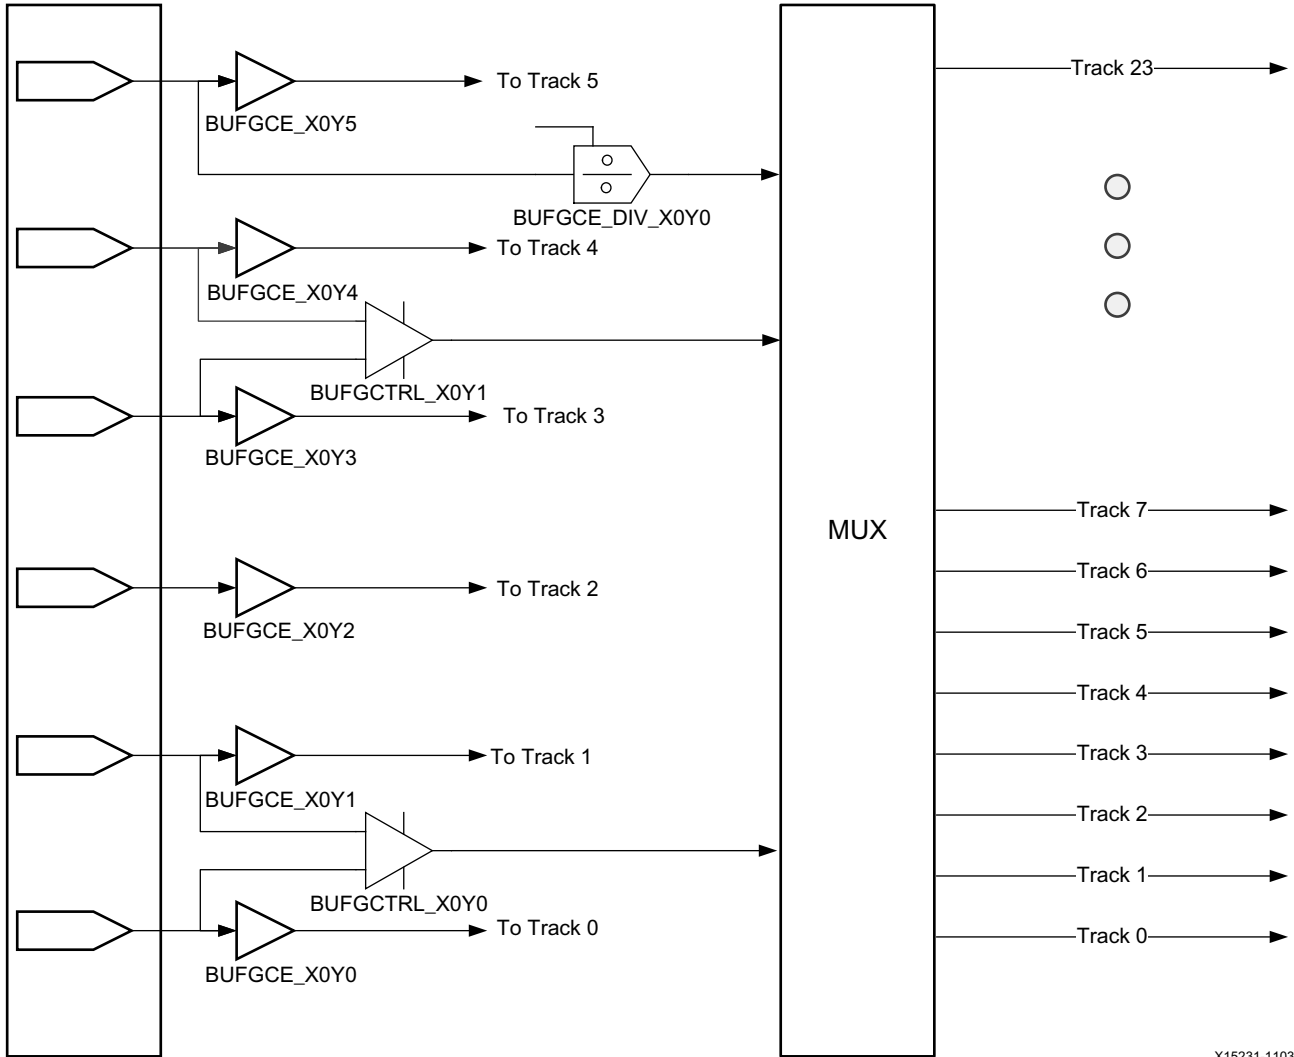 Track 23
To Track 5
BUFGCE_X0Y5
BUFGCE_DIV_X0Y0
To Track 4
BUFGCE_X0Y4
BUFGCTRL_X0Y1
To Track 3
BUFGCE_X0Y3
Track 7
MUX
Track 6
To Track 2
BUFGCE_X0Y2
Track 5
Track 4
To Track 1
Track 3
BUFGCE_X0Y1
Track 2
Track 1
BUFGCTRL_X0Y0
To Track 0
Track 0
BUFGCE_X0Y0